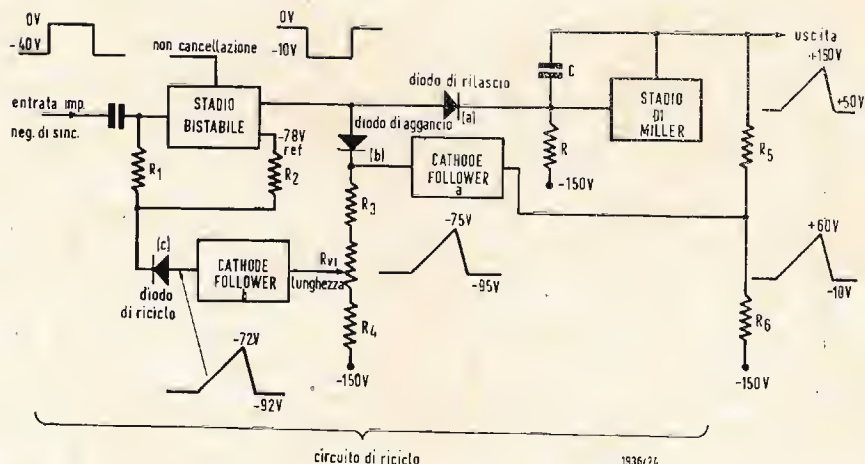 0V
-40V
non cancellazione
0V
-10V
uscita
+150V
+50V
entrata imp.
neg. di sinc.
STADIO
BISTABILE
diodo di rilascio
(a)
C
STADIO
DI
MILLER
-78V
ref
diodo di aggancio
(b)
R1
R2
R
-150V
R5
CATHODE
FOLLOWER
a
R3
-75V
-95V
+60V
-10V
(c)
diodo
di riciclo
CATHODE
FOLLOWER
b
RV1
lunghezza
R4
R6
-72V
-92V
-150V
-150V
circuito di riciclo
1936/24